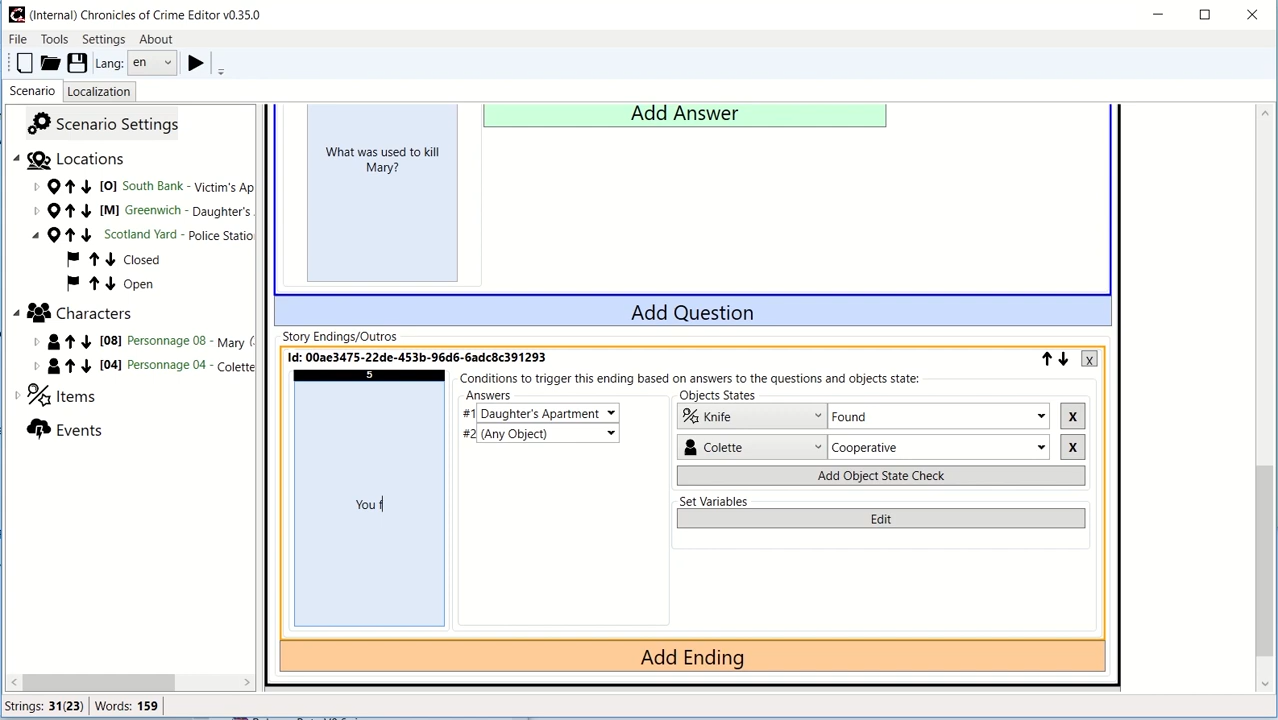 (Internal) Chronicles of Crime Editor v0.35.0
File Tools Settings About
Lang: en
Scenario Localization
Scenario Settings
Locations
[O] South Bank - Victim's Ap
[M] Greenwich - Daughter's
Scotland Yard - Police Statio
Closed
Open
Characters
[08] Personnage 08 - Mary
[04] Personnage 04 - Colette
Items
Events
Add Answer
What was used to kill
Mary?
Add Question
Story Endings/Outros
Id: 00ae3475-22de-453b-96d6-6adc8c391293
X
5
You f
Conditions to trigger this ending based on answers to the questions and objects state:
Answers
#1 Daughter's Apartment
#2 (Any Object)
Objects States
Knife Found X
Colette Cooperative X
Add Object State Check
Set Variables
Edit
Add Ending
Strings: 31(23) Words: 159